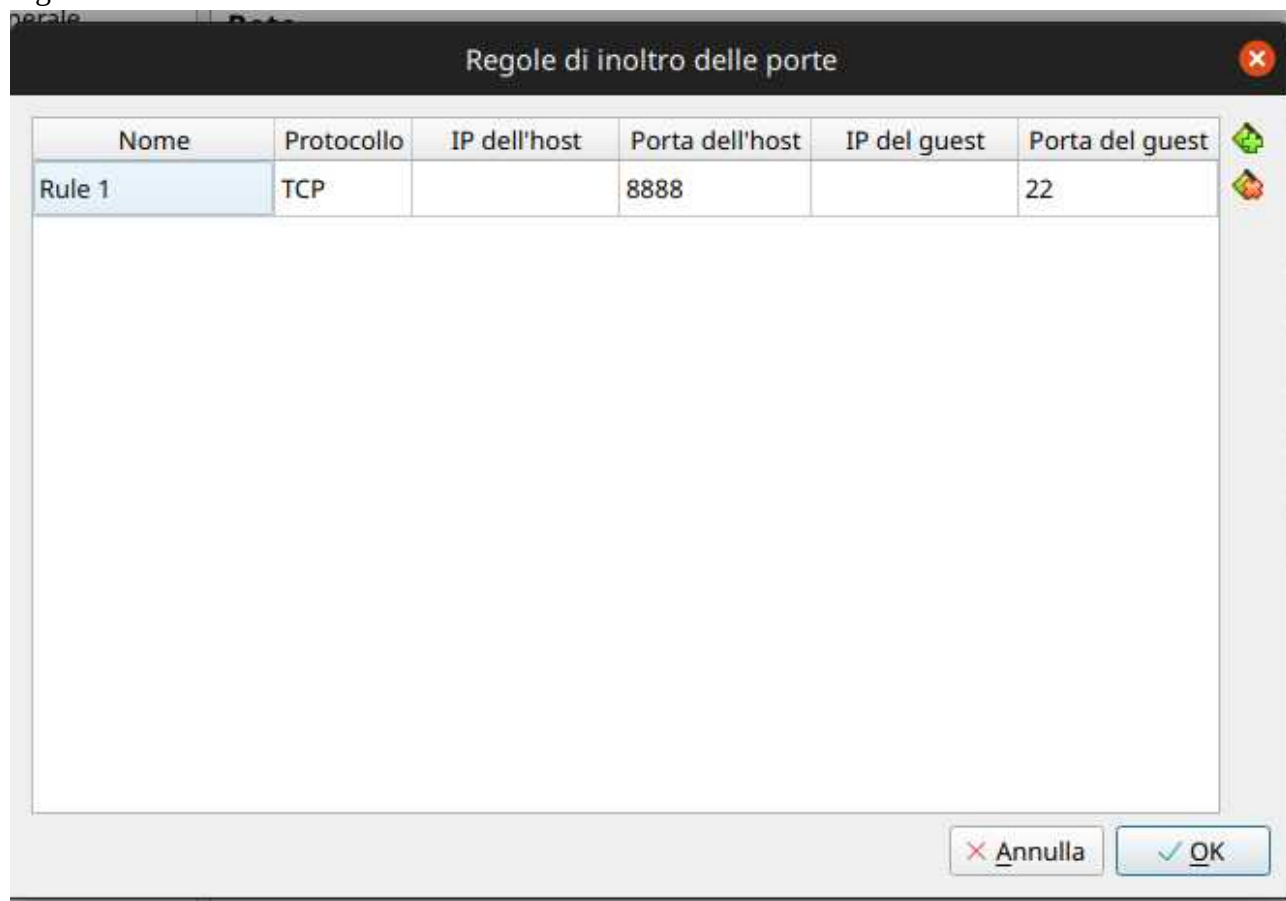 Regole di inoltro delle porte
Nome Protocollo IP dell'host Porta dell'host IP del guest Porta del guest
Rule 1 TCP 8888 22
Annulla OK